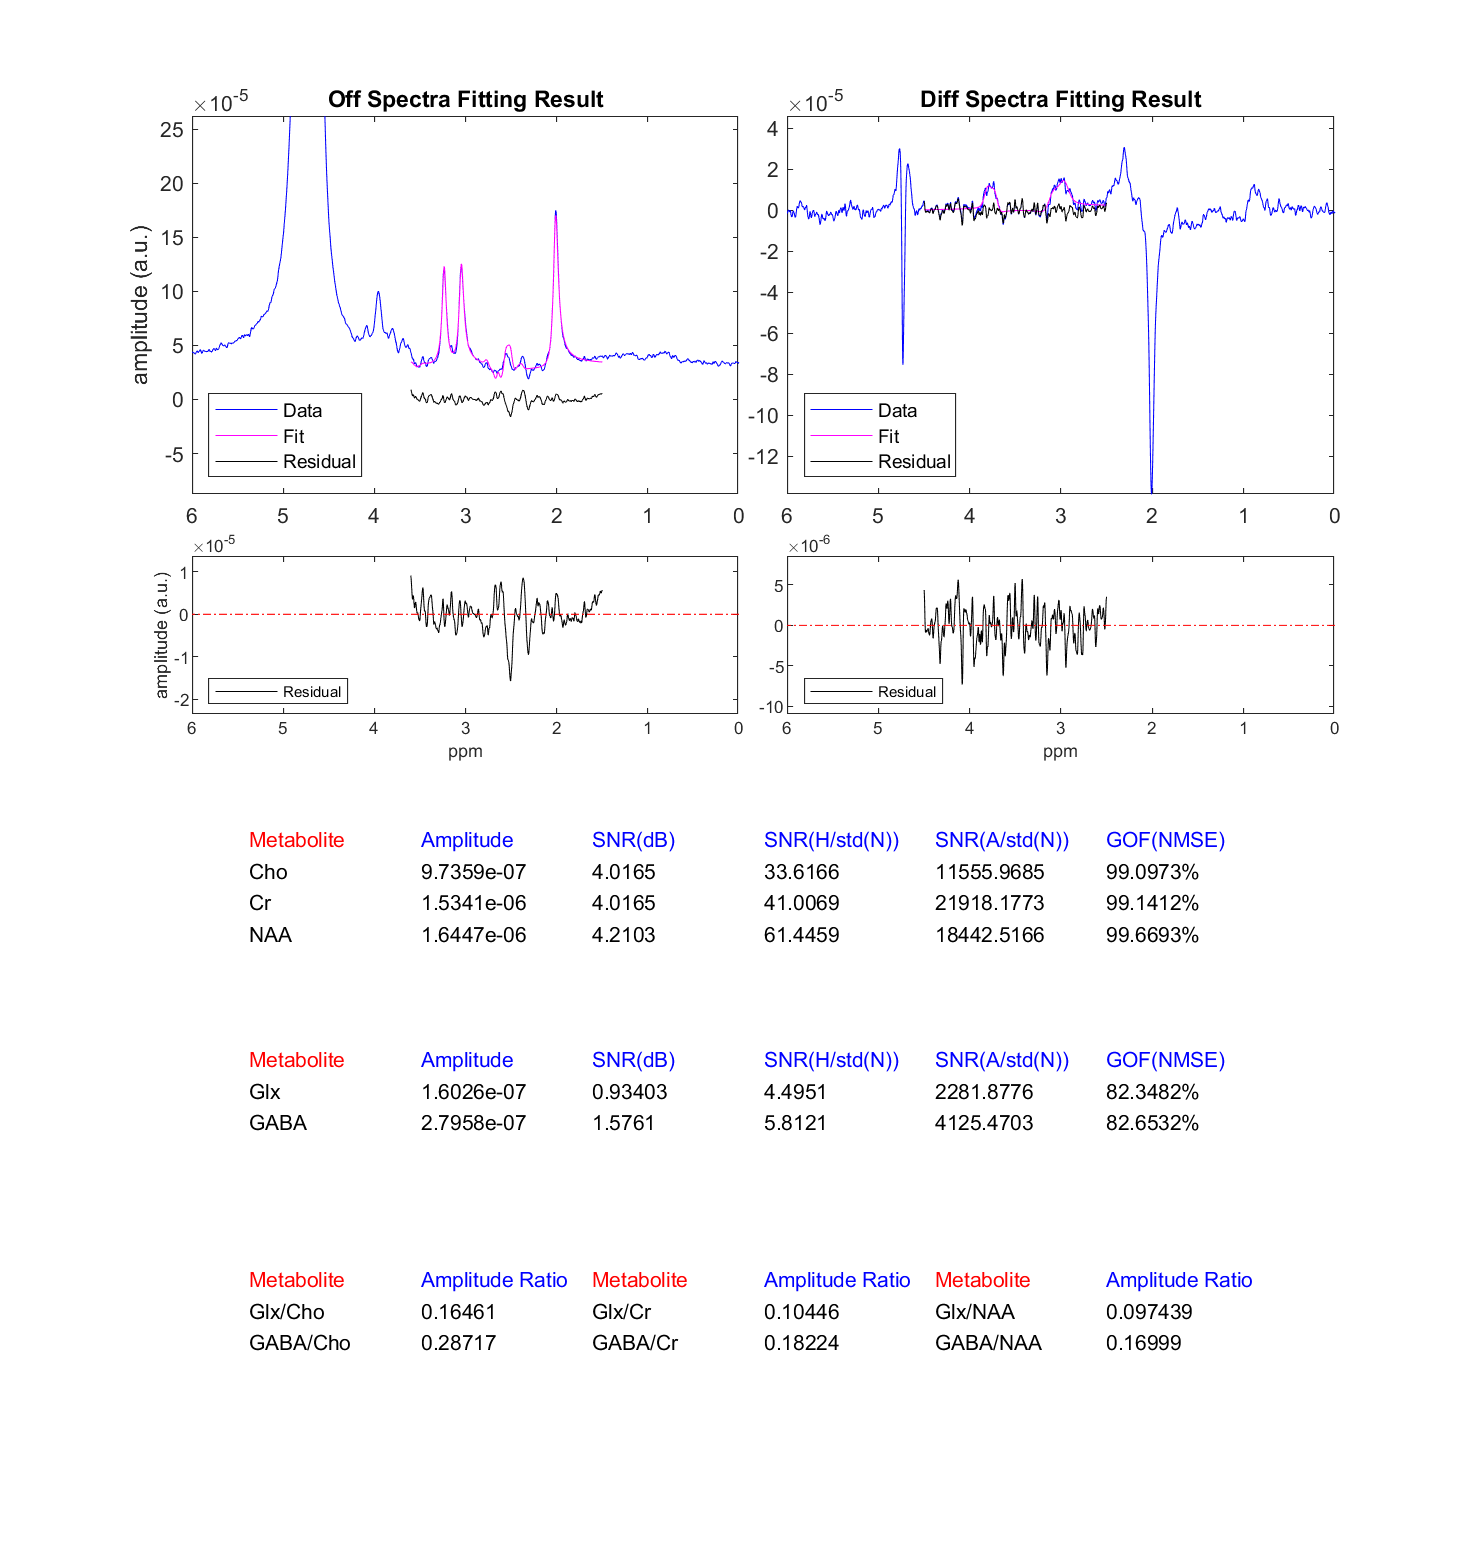 Off Spectra Fitting Result
×10-5
25
20
15
10
5
0
-5
amplitude (a.u.)
Data
Fit
Residual
6 5 4 3 2 1 0
Diff Spectra Fitting Result
×10-5
4
2
0
-2
-4
-6
-8
-10
-12
Data
Fit
Residual
6 5 4 3 2 1 0
×10-5
1
0
-1
-2
amplitude (a.u.)
Residual
6 5 4 3 2 1 0
ppm
×10-6
5
0
-5
-10
Residual
6 5 4 3 2 1 0
ppm
Metabolite Amplitude SNR(dB) SNR(H/std(N)) SNR(A/std(N)) GOF(NMSE)
Cho 9.7359e-07 4.0165 33.6166 11555.9685 99.0973%
Cr 1.5341e-06 4.0165 41.0069 21918.1773 99.1412%
NAA 1.6447e-06 4.2103 61.4459 18442.5166 99.6693%
Metabolite Amplitude SNR(dB) SNR(H/std(N)) SNR(A/std(N)) GOF(NMSE)
Glx 1.6026e-07 0.93403 4.4951 2281.8776 82.3482%
GABA 2.7958e-07 1.5761 5.8121 4125.4703 82.6532%
Metabolite Amplitude Ratio Metabolite Amplitude Ratio Metabolite Amplitude Ratio
Glx/Cho 0.16461 Glx/Cr 0.10446 Glx/NAA 0.097439
GABA/Cho 0.28717 GABA/Cr 0.18224 GABA/NAA 0.16999